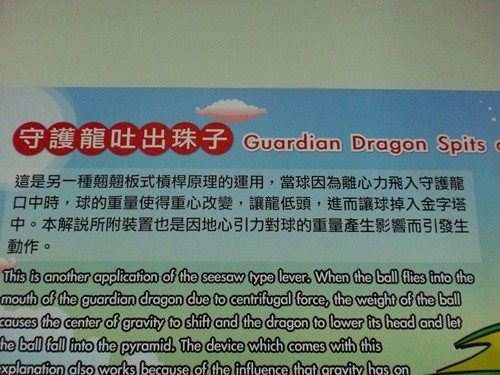 守護龍吐出珠子 Guardian Dragon Spits
這是另一種翹翹板式槓桿原理的運用，當球因為離心力飛入守護龍
口中時，球的重量使得重心改變，讓龍低頭，進而讓球掉入金字塔
中。本解說所附裝置也是因地心引力對球的重量產生影響而引發生
動作。
This is another application of the seesaw type lever. When the ball flies into the
mouth of the guardian dragon due to centrifugal force, the weight of the ball
causes the center of gravity to shift and the dragon to lower its head and let
the ball fall into the pyramid. The device which comes with this
explanation also works because of the influence that gravity has on